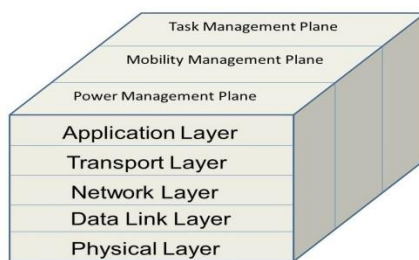 Task Management Plane
Mobility Management Plane
Power Management Plane
Application Layer
Transport Layer
Network Layer
Data Link Layer
Physical Layer